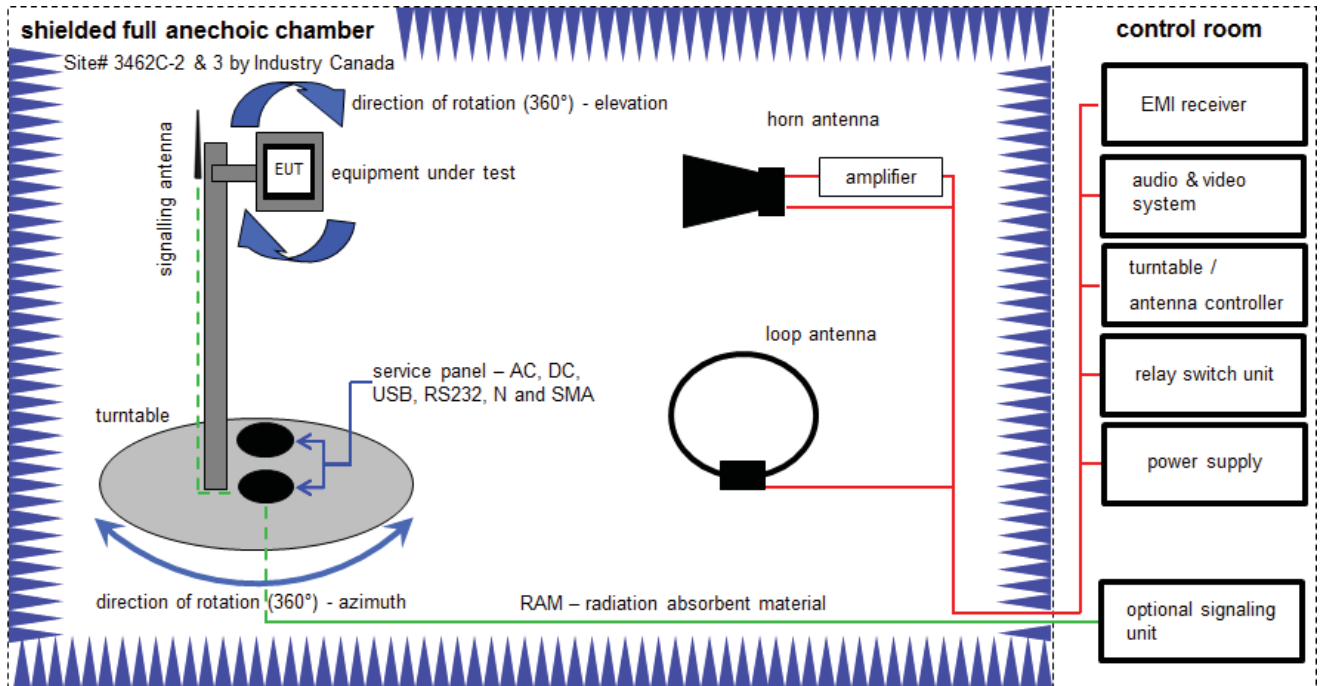 shielded full anechoic chamber
Site# 3462C-2 & 3 by Industry Canada
direction of rotation (360°) - elevation
signalling antenna
EUT
equipment under test
horn antenna
amplifier
loop antenna
service panel – AC, DC,
USB, RS232, N and SMA
turntable
direction of rotation (360°) - azimuth
RAM – radiation absorbent material
control room
EMI receiver
audio & video
system
turntable /
antenna controller
relay switch unit
power supply
optional signaling
unit